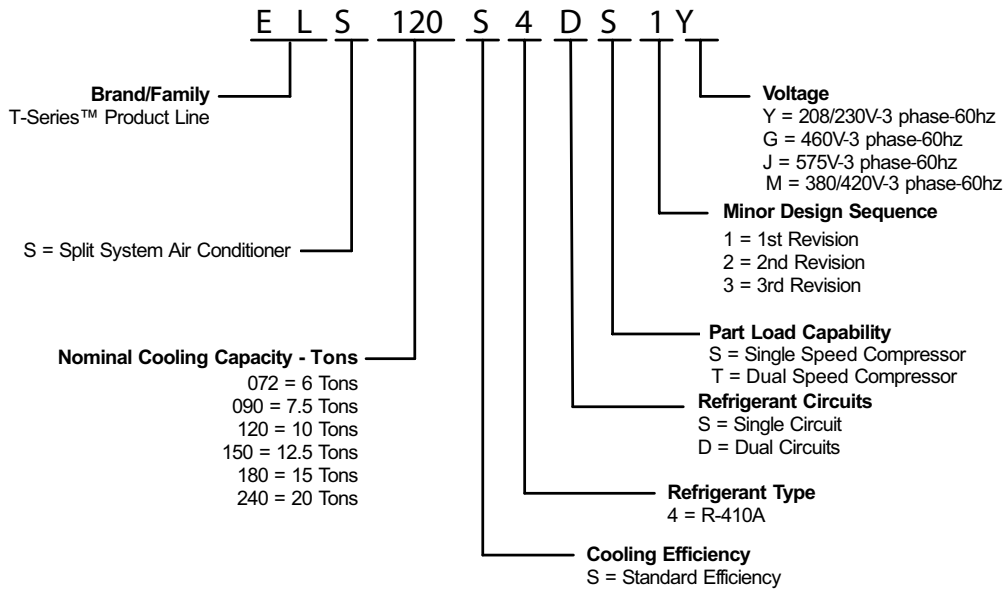 E L S 120 S 4 D S 1 Y
Brand/Family
T-Series™ Product Line
S = Split System Air Conditioner
Nominal Cooling Capacity - Tons
072 = 6 Tons
090 = 7.5 Tons
120 = 10 Tons
150 = 12.5 Tons
180 = 15 Tons
240 = 20 Tons
Voltage
Y = 208/230V-3 phase-60hz
G = 460V-3 phase-60hz
J = 575V-3 phase-60hz
M = 380/420V-3 phase-60hz
Minor Design Sequence
1 = 1st Revision
2 = 2nd Revision
3 = 3rd Revision
Part Load Capability
S = Single Speed Compressor
T = Dual Speed Compressor
Refrigerant Circuits
S = Single Circuit
D = Dual Circuits
Refrigerant Type
4 = R-410A
Cooling Efficiency
S = Standard Efficiency